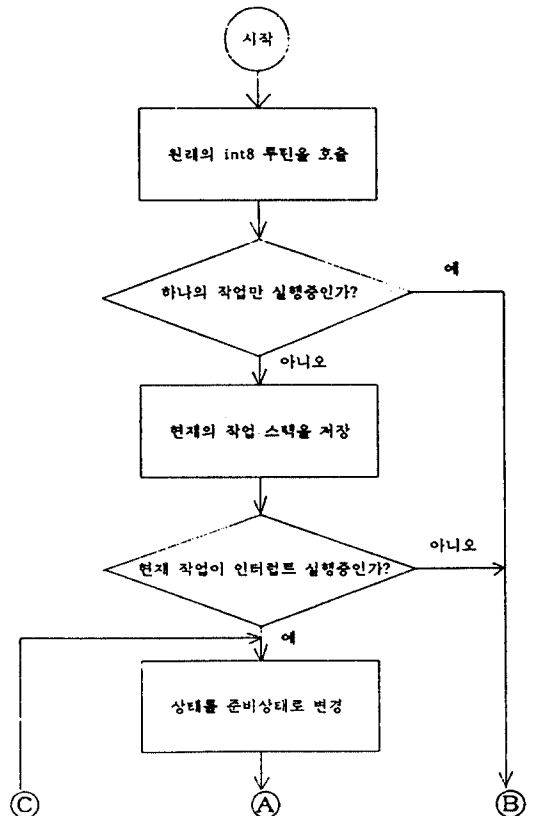 시작
원래의 int8 루틴을 호출
하나의 작업만 실행중인가?
예
아니오
현재의 작업 스택을 저장
현재 작업이 인터럽트 실행중인가?
아니오
예
상태를 준비상태로 변경
C
A
B